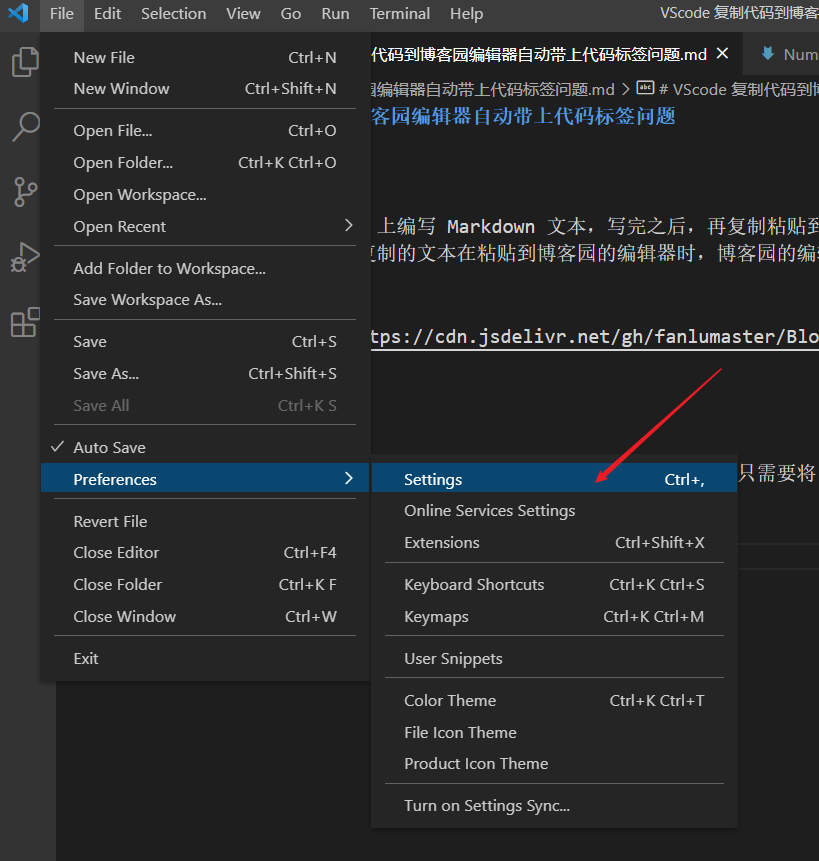 File Edit Selection View Go Run Terminal Help VScode 复制代码到博客
代码到博客园编辑器自动带上代码标签问题.md × Num
编辑器自动带上代码标签问题.md > abc # VScode 复制代码到博
客园编辑器自动带上代码标签问题
上编写 Markdown 文本，写完之后，再复制粘贴到
复制的文本在粘贴到博客园的编辑器时，博客园的编
tps://cdn.jsdelivr.net/gh/fanlumaster/Blo
只需要将
New File Ctrl+N
New Window Ctrl+Shift+N
Open File... Ctrl+O
Open Folder... Ctrl+K Ctrl+O
Open Workspace...
Open Recent >
Add Folder to Workspace...
Save Workspace As...
Save Ctrl+S
Save As... Ctrl+Shift+S
Save All Ctrl+K S
✓ Auto Save
Preferences >
Revert File
Close Editor Ctrl+F4
Close Folder Ctrl+K F
Close Window Ctrl+W
Exit
Settings Ctrl+,
Online Services Settings
Extensions Ctrl+Shift+X
Keyboard Shortcuts Ctrl+K Ctrl+S
Keymaps Ctrl+K Ctrl+M
User Snippets
Color Theme Ctrl+K Ctrl+T
File Icon Theme
Product Icon Theme
Turn on Settings Sync...